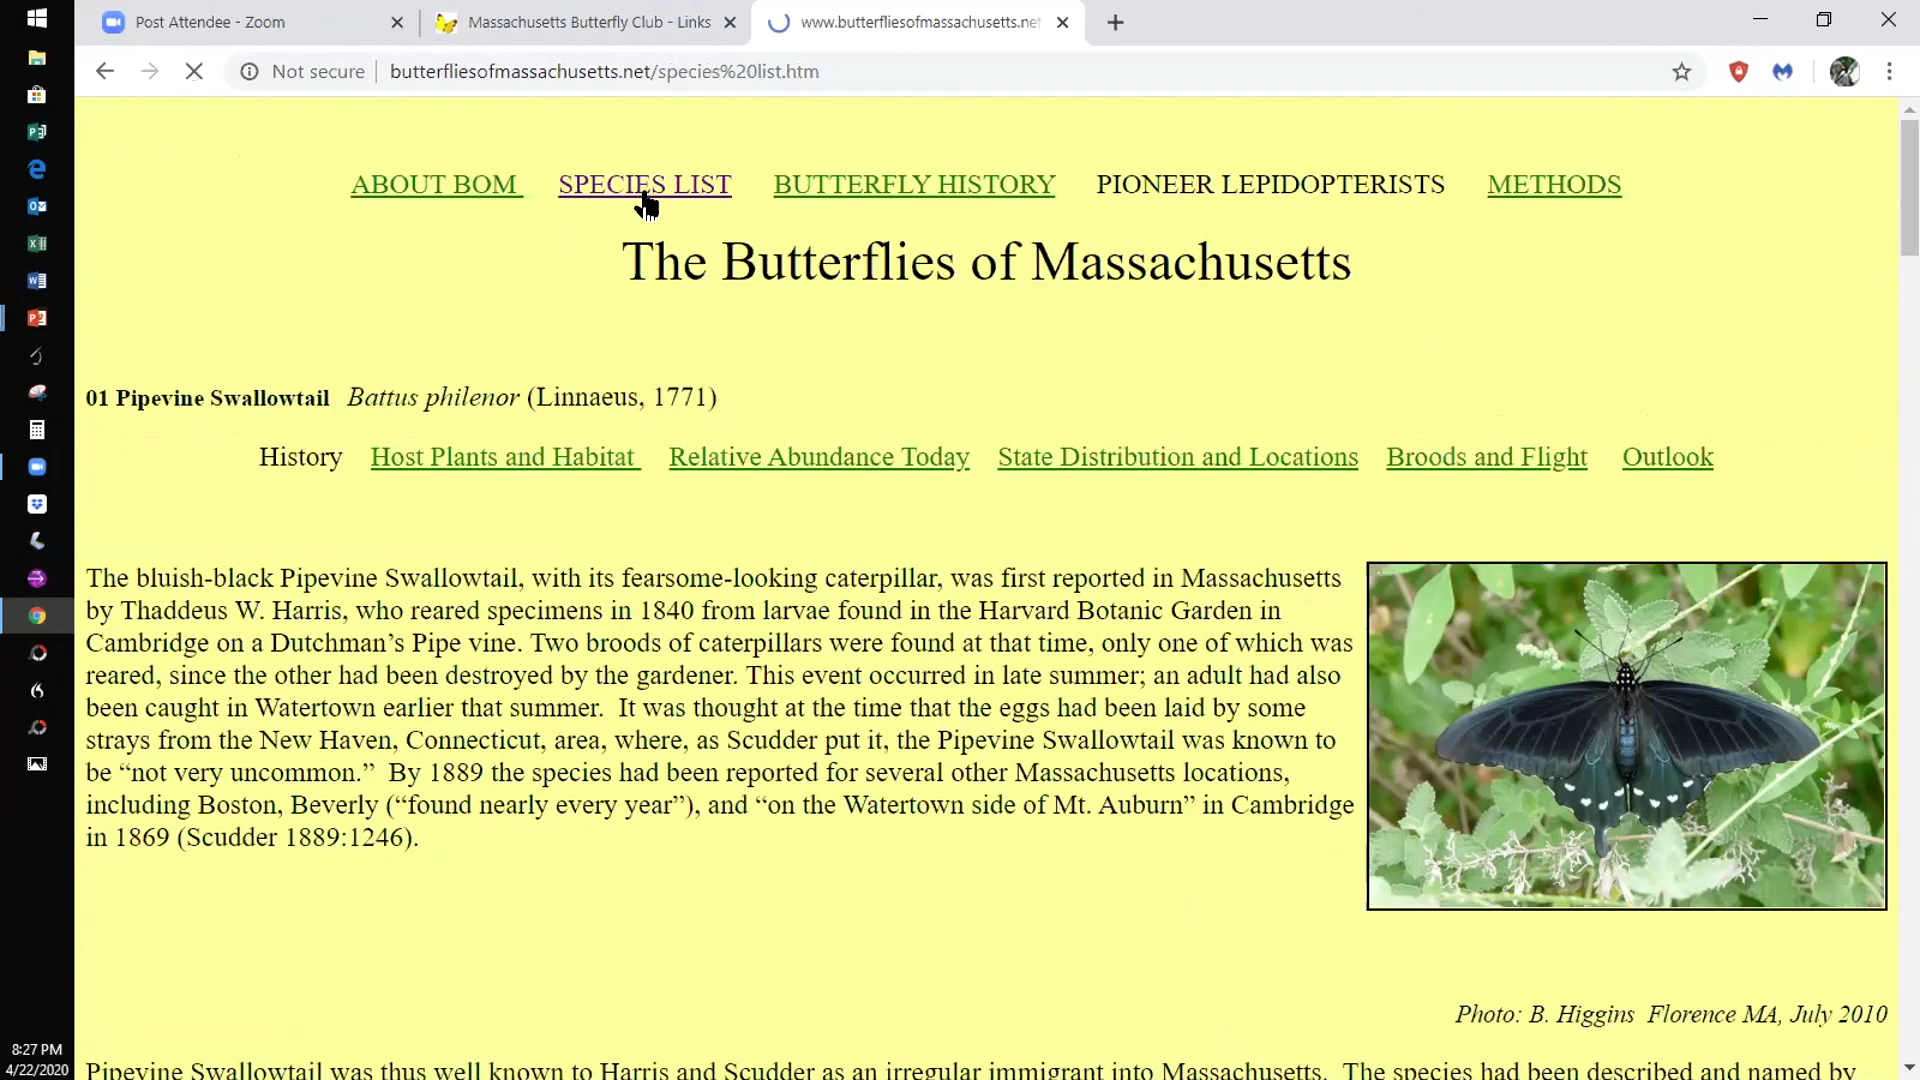 Post Attendee - Zoom
Massachusetts Butterfly Club - Links
www.butterfliesofmassachusetts.ne
Not secure
butterfliesofmassachusetts.net/species%20list.htm
ABOUT BOM SPECIES LIST BUTTERFLY HISTORY PIONEER LEPIDOPTERISTS METHODS
The Butterflies of Massachusetts
01 Pipevine Swallowtail Battus philenor (Linnaeus, 1771)
History Host Plants and Habitat Relative Abundance Today State Distribution and Locations Broods and Flight Outlook
The bluish-black Pipevine Swallowtail, with its fearsome-looking caterpillar, was first reported in Massachusetts
by Thaddeus W. Harris, who reared specimens in 1840 from larvae found in the Harvard Botanic Garden in
Cambridge on a Dutchman’s Pipe vine. Two broods of caterpillars were found at that time, only one of which was
reared, since the other had been destroyed by the gardener. This event occurred in late summer; an adult had also
been caught in Watertown earlier that summer.  It was thought at the time that the eggs had been laid by some
strays from the New Haven, Connecticut, area, where, as Scudder put it, the Pipevine Swallowtail was known to
be “not very uncommon.”  By 1889 the species had been reported for several other Massachusetts locations,
including Boston, Beverly (“found nearly every year”), and “on the Watertown side of Mt. Auburn” in Cambridge
in 1869 (Scudder 1889:1246).
Photo: B. Higgins  Florence MA, July 2010
Pipevine Swallowtail was thus well known to Harris and Scudder as an irregular immigrant into Massachusetts.  The species had been described and named by
8:27 PM
4/22/2020